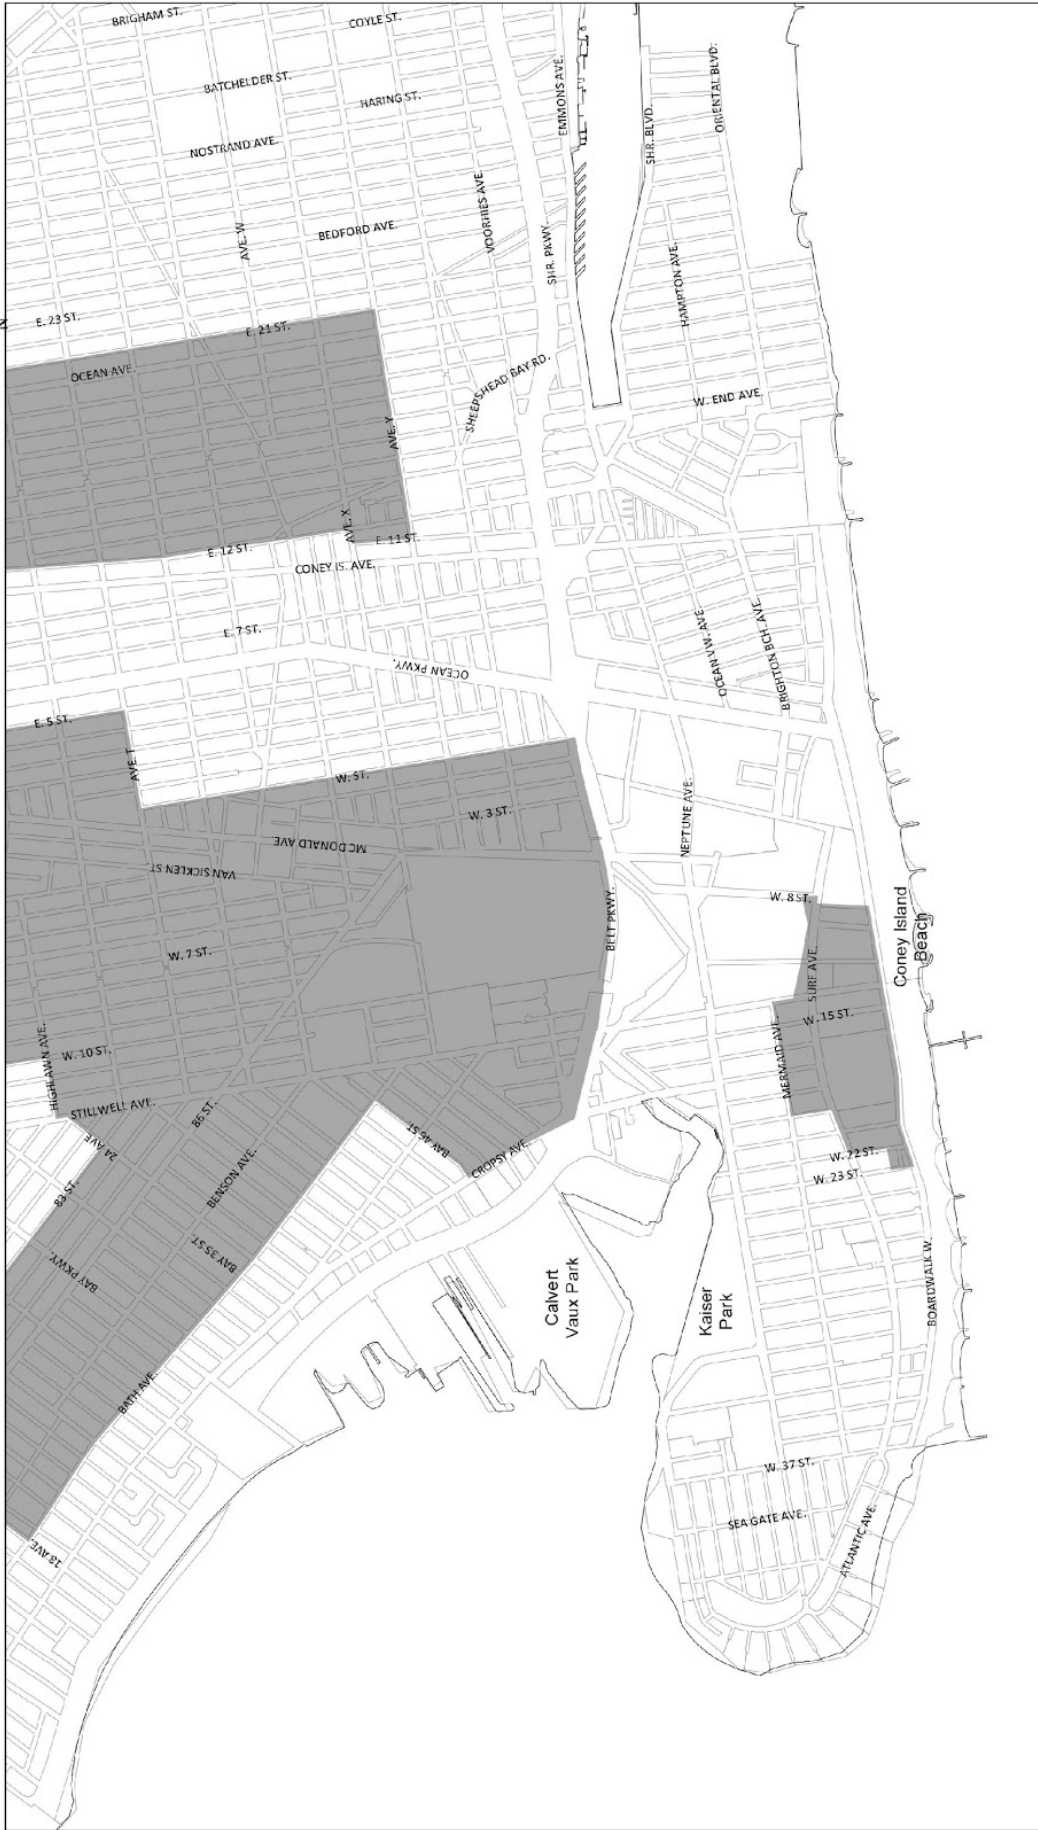 BRIGHAM ST.
COYLE ST.
BATCHELDER ST.
HARING ST.
NOSTRAND AVE.
EMMONS AVE.
SHR. BLVD.
ORIENTAL BLVD.
AVE. W
BEDFORD AVE.
VOORHIES AVE.
SHR. PKWY.
HAMPTON AVE.
E. 23 ST.
E. 21 ST.
OCEAN AVE.
SHEEPSHEAD BAY RD.
W. END AVE.
AVE. Y
AVE. X
E. 11 ST.
E. 12 ST.
CONEY IS. AVE.
E. 7 ST.
OCEAN PKWY.
OCEAN VW. AVE.
BRIGHTON BCH. AVE.
E. 5 ST.
AVE. T
W. ST.
W. 3 ST.
NEPTUNE AVE.
MC DONALD AVE
VAN SICKLEN ST.
W. 7 ST.
BELT PKWY.
W. 8 ST.
SURF AVE.
Coney Island
Beach
W. 15 ST.
MERMAID AVE.
HIGHLAWN AVE.
W. 10 ST.
STILLWELL AVE.
86 ST.
24 AVE.
BAY 46 ST.
CROPSY AVE.
W. 22 ST.
W. 23 ST.
83 ST.
BENSON AVE.
BAY PKWY.
BAY 35 ST.
BOARDWALK W.
Calvert
Vaux Park
Kaiser
Park
BATH AVE.
W. 37 ST.
SEA GATE AVE.
ATLANTIC AVE.
18 AVE.